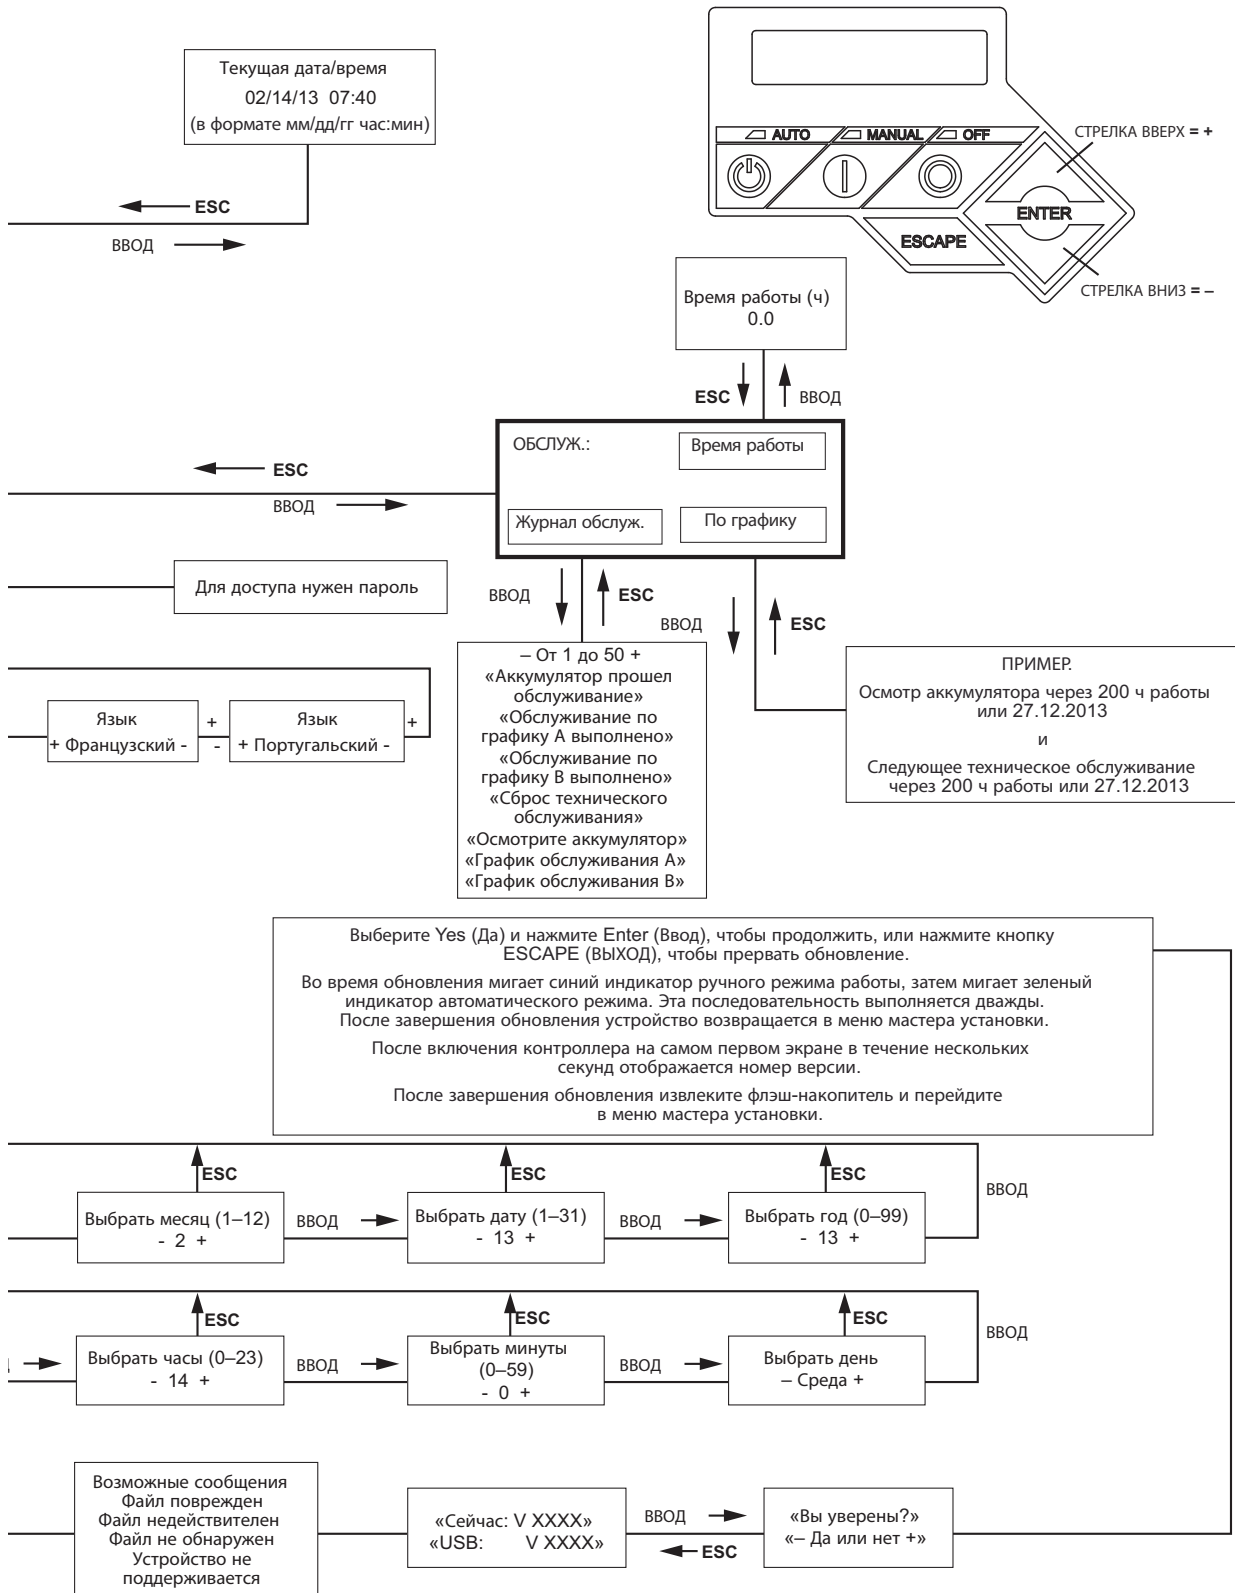 Текущая дата/время
02/14/13 07:40
(в формате мм/дд/гг час:мин)
AUTO
MANUAL
OFF
СТРЕЛКА ВВЕРХ = +
ENTER
ESCAPE
СТРЕЛКА ВНИЗ = –
ESC
ВВОД
Время работы (ч)
0.0
ESC
ВВОД
ОБСЛУЖ.:
Время работы
Журнал обслуж.
По графику
ESC
ВВОД
Для доступа нужен пароль
ВВОД
ESC
ВВОД
ESC
– От 1 до 50 +
«Аккумулятор прошел
обслуживание»
«Обслуживание по
графику A выполнено»
«Обслуживание по
графику B выполнено»
«Сброс технического
обслуживания»
«Осмотрите аккумулятор»
«График обслуживания A»
«График обслуживания B»
ПРИМЕР.
Осмотр аккумулятора через 200 ч работы
или 27.12.2013
и
Следующее техническое обслуживание
через 200 ч работы или 27.12.2013
Язык
+ Французский -
+
-
Язык
+ Португальский -
+
Выберите Yes (Да) и нажмите Enter (Ввод), чтобы продолжить, или нажмите кнопку
ESCAPE (ВЫХОД), чтобы прервать обновление.
Во время обновления мигает синий индикатор ручного режима работы, затем мигает зеленый
индикатор автоматического режима. Эта последовательность выполняется дважды.
После завершения обновления устройство возвращается в меню мастера установки.
После включения контроллера на самом первом экране в течение нескольких
секунд отображается номер версии.
После завершения обновления извлеките флэш-накопитель и перейдите
в меню мастера установки.
ESC
ESC
ESC
Выбрать месяц (1–12)
- 2 +
ВВОД
Выбрать дату (1–31)
- 13 +
ВВОД
Выбрать год (0–99)
- 13 +
ВВОД
ESC
ESC
ESC
Выбрать часы (0–23)
- 14 +
ВВОД
Выбрать минуты
(0–59)
- 0 +
ВВОД
Выбрать день
– Среда +
ВВОД
Возможные сообщения
Файл поврежден
Файл недействителен
Файл не обнаружен
Устройство не
поддерживается
«Сейчас: V XXXX»
«USB: V XXXX»
ВВОД
ESC
«Вы уверены?»
«– Да или нет +»